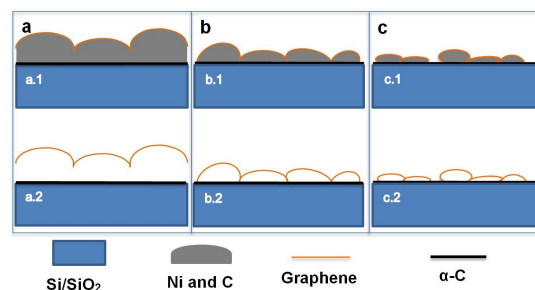 a
b
c
a.1
b.1
c.1
a.2
b.2
c.2
Si/SiO₂
Ni and C
Graphene
α-C